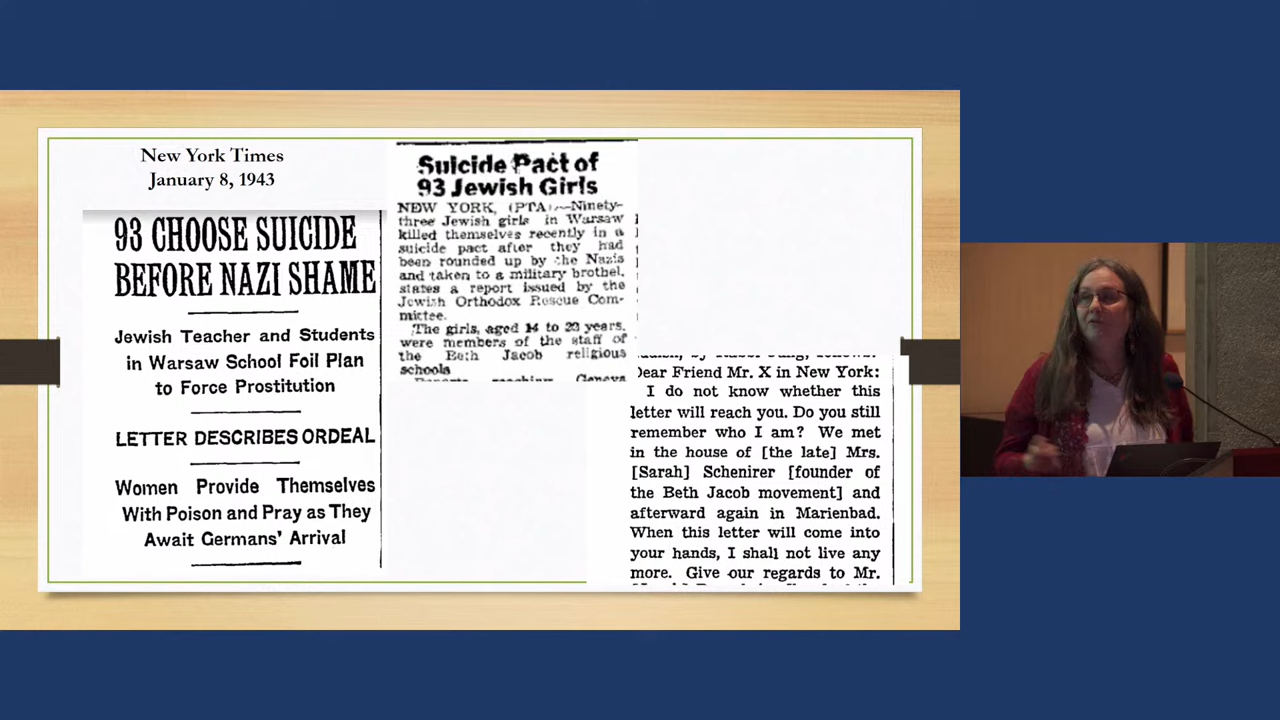 New York Times
January 8, 1943
93 CHOOSE SUICIDE
BEFORE NAZI SHAME
Jewish Teacher and Students
in Warsaw School Foil Plan
to Force Prostitution
LETTER DESCRIBES ORDEAL
Women Provide Themselves
With Poison and Pray as They
Await Germans' Arrival
Suicide Pact of
93 Jewish Girls
NEW YORK, (PTA).—Ninety-
three Jewish girls in Warsaw
killed themselves recently in a
suicide pact after they had
been rounded up by the Nazis
and taken to a military brothel,
states a report issued by the
Jewish Orthodox Rescue Com-
mittee.
The girls, aged 14 to 22 years,
were members of the staff of
the Beth Jacob religious
schools
Geneva
Dear Friend Mr. X in New York:
I do not know whether this
letter will reach you. Do you still
remember who I am? We met
in the house of [the late] Mrs.
[Sarah] Schenirer [founder of
the Beth Jacob movement] and
afterward again in Marienbad.
When this letter will come into
your hands, I shall not live any
more. Give our regards to Mr.